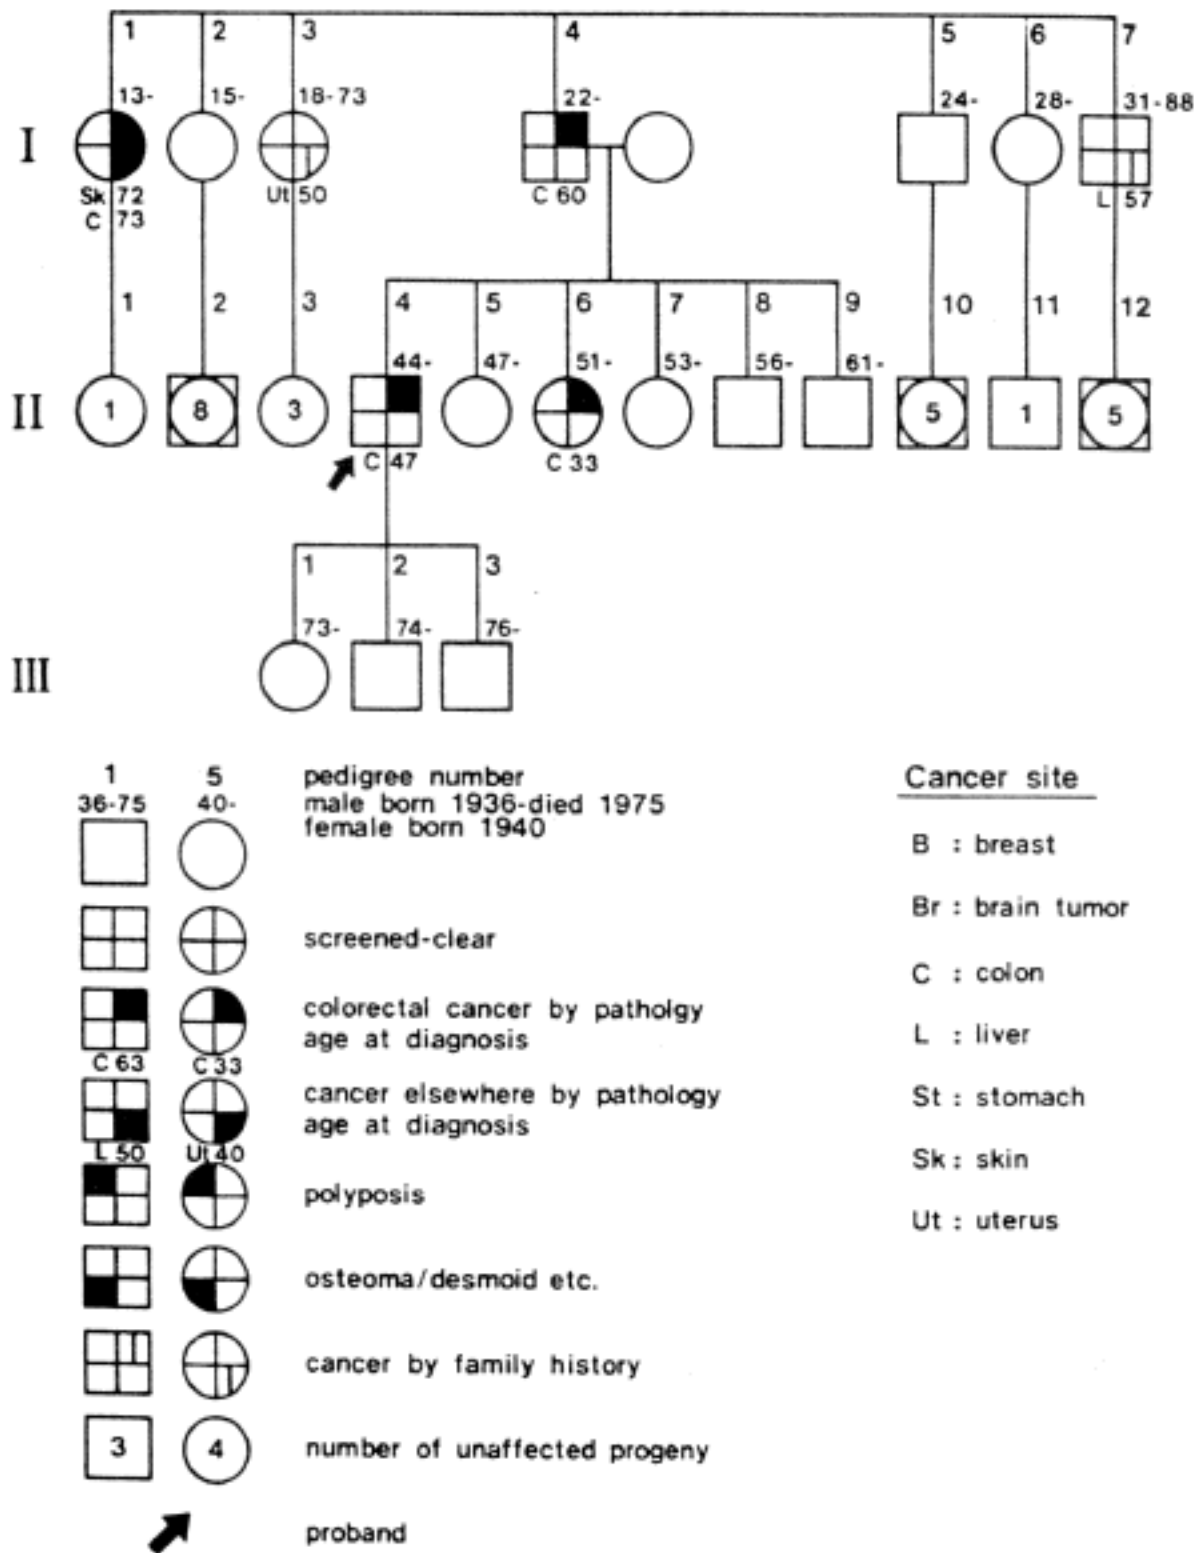 1 2 3 4 5 6 7
13- 15- 18-73 22- 24- 28- 31-88
I
Sk 72 Ut 50 C 60 L 57
C 73
1 2 3 4 5 6 7 8 9 10 11 12
44- 47- 51- 53- 56- 61-
II 1 8 3 5 1 5
C 47 C 33
1 2 3
73- 74- 76-
III
1 5 pedigree number
36-75 40- male born 1936-died 1975
female born 1940
screened-clear
colorectal cancer by patholgy
age at diagnosis
C 63 C 33
cancer elsewhere by pathology
age at diagnosis
L 50 Ut 40
polyposis
osteoma/desmoid etc.
cancer by family history
3 4 number of unaffected progeny
proband
Cancer site
B : breast
Br : brain tumor
C : colon
L : liver
St : stomach
Sk : skin
Ut : uterus